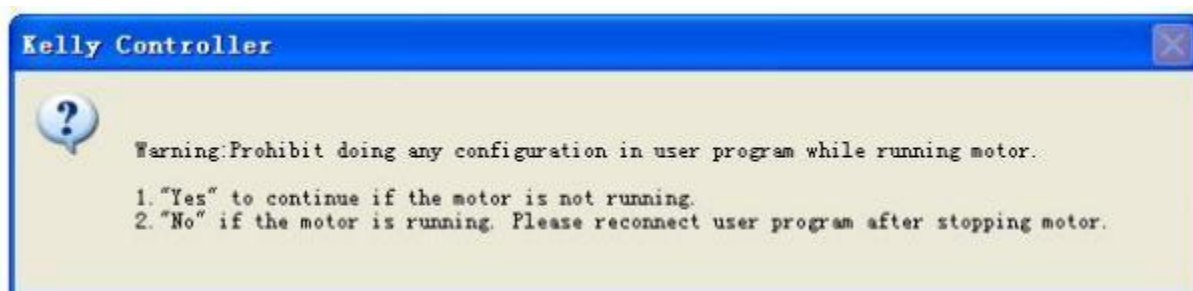 Kelly Controller
?
Warning:Prohibit doing any configuration in user program while running motor.
1."Yes" to continue if the motor is not running.
2."No" if the motor is running. Please reconnect user program after stopping motor.